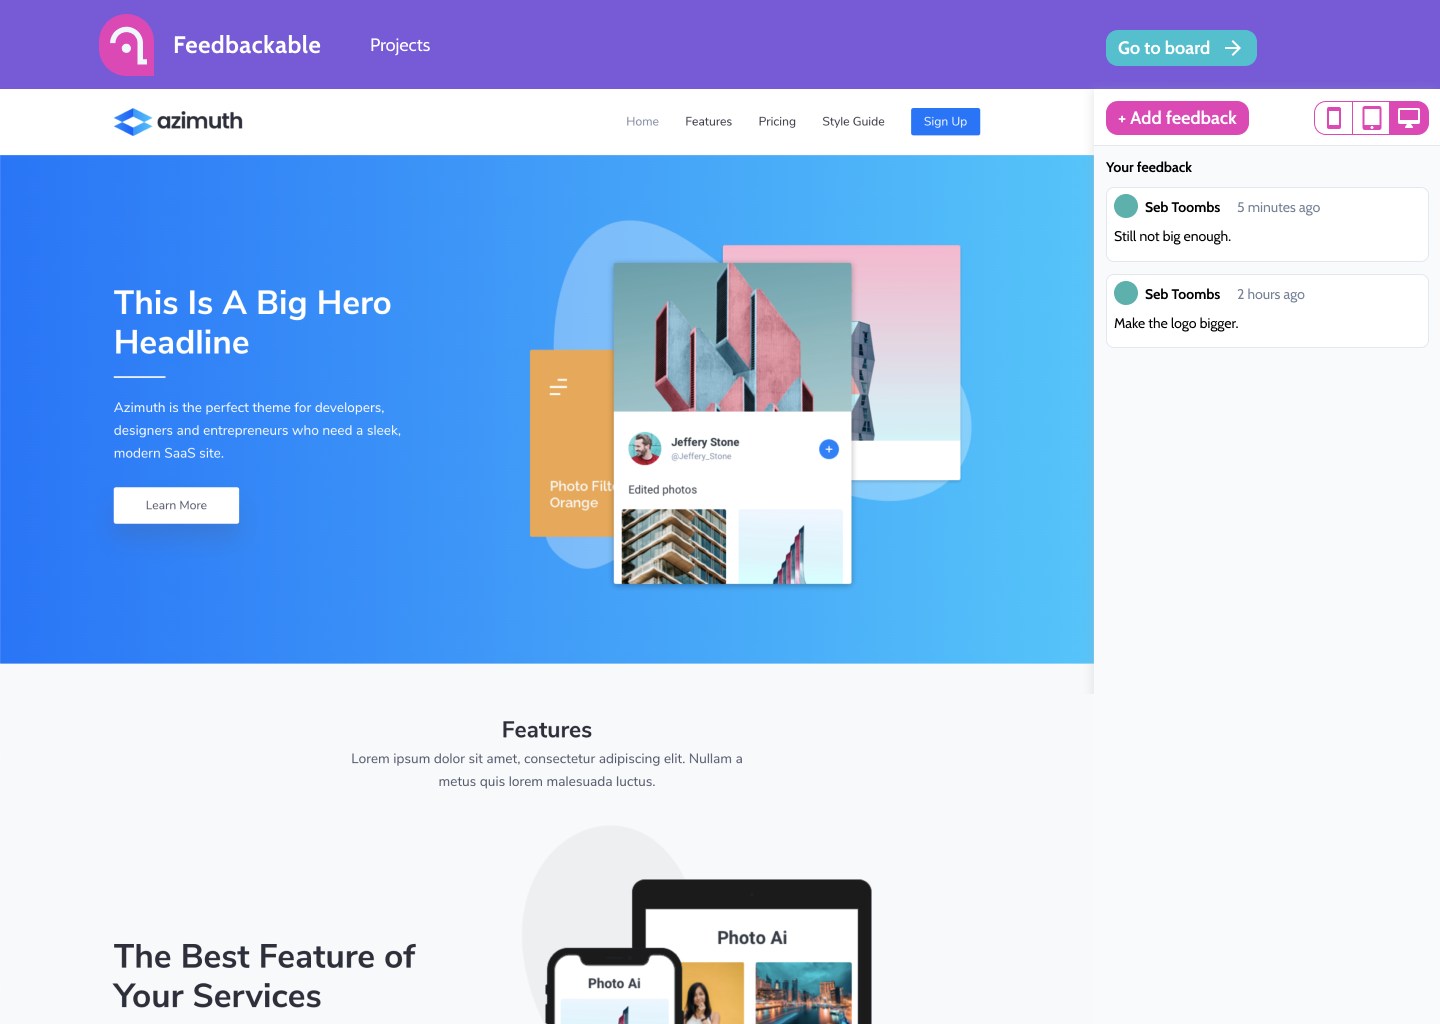 Feedbackable
Projects
Go to board
azimuth
Home
Features
Pricing
Style Guide
Sign Up
+ Add feedback
Your feedback
Seb Toombs 5 minutes ago
Still not big enough.
Seb Toombs 2 hours ago
Make the logo bigger.
This Is A Big Hero
Headline
Azimuth is the perfect theme for developers,
designers and entrepreneurs who need a sleek,
modern SaaS site.
Learn More
Photo Filte
Orange
Jeffery Stone
@Jeffery_Stone
Edited photos
Features
Lorem ipsum dolor sit amet, consectetur adipiscing elit. Nullam a
metus quis lorem malesuada luctus.
The Best Feature of
Your Services
Photo Ai
Photo Ai